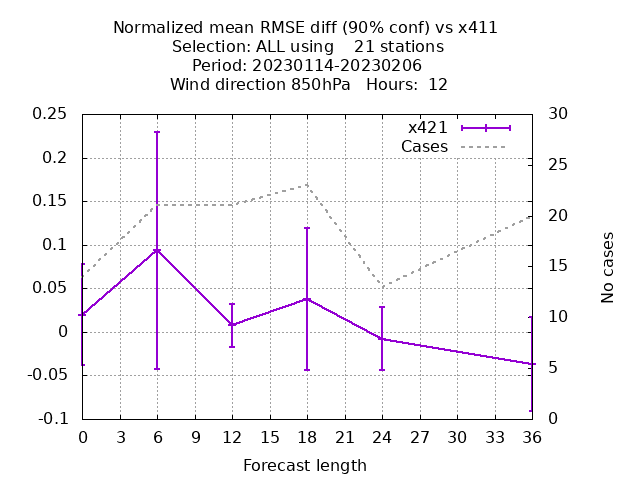 Normalized mean RMSE diff (90% conf) vs x411
Selection: ALL using    21 stations
Period: 20230114-20230206
Wind direction 850hPa   Hours:  12
0.25
0.2
0.15
0.1
0.05
0
-0.05
-0.1
30
25
20
15
10
5
0
x421
Cases
No cases
0 3 6 9 12 15 18 21 24 27 30 33 36
Forecast length